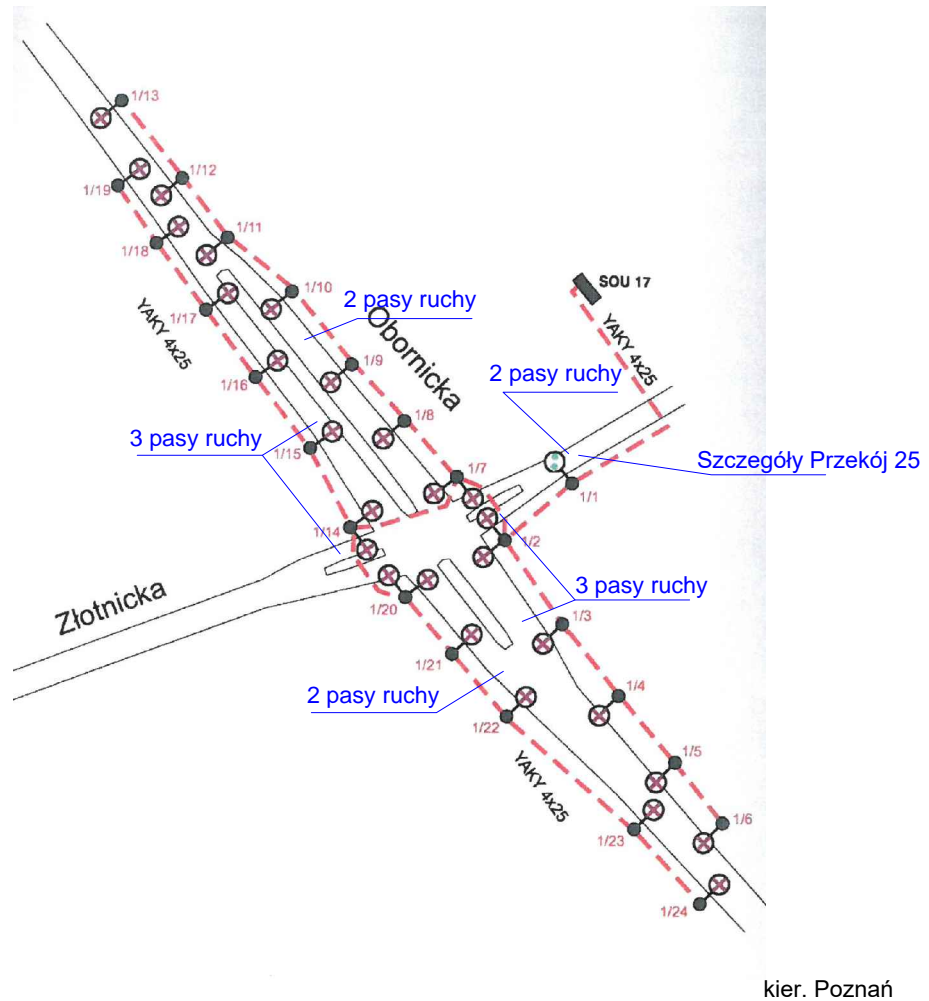 1/13
1/12
1/19
1/11
1/18
1/10
SOU 17
2 pasy ruchy
1/17
YAKY 4x25
Obornicka
YAKY 4x25
1/9
1/16
2 pasy ruchy
1/8
3 pasy ruchy
1/15
Szczegóły Przekój 25
1/7
1/1
1/14
1/2
Złotnicka
3 pasy ruchy
1/20
1/3
1/21
2 pasy ruchy
1/4
1/22
1/5
YAKY 4x25
1/6
1/23
1/24
kier. Poznań